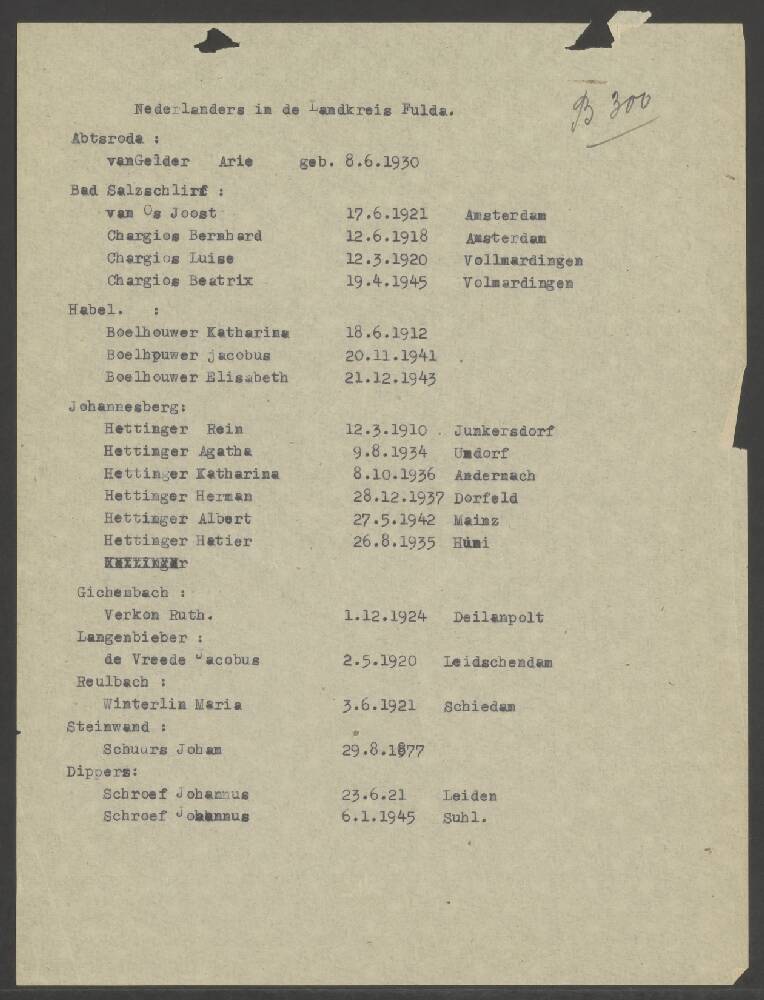 Nederlanders in de Landkreis Fulda.
B 300
Abtsroda :
vanGelder Arie geb. 8.6.1930
Bad Salzschlirf :
van Os Joost 17.6.1921 Amsterdam
Chargios Bernhard 12.6.1918 Amsterdam
Chargios Luise 12.3.1920 Vollmardingen
Chargios Beatrix 19.4.1945 Volmardingen
Habel. :
Boelhouwer Katharina 18.6.1912
Boelhpuwer jacobus 20.11.1941
Boelhouwer Elisabeth 21.12.1943
Johannesberg:
Hettinger Rein 12.3.1910 Junkersdorf
Hettinger Agatha 9.8.1934 Umdorf
Hettinger Katharina 8.10.1936 Andernach
Hettinger Herman 28.12.1937 Dorfeld
Hettinger Albert 27.5.1942 Mainz
Hettinger Hatier 26.8.1935 Humi
Gichenbach :
Verkon Ruth. 1.12.1924 Deilanpolt
Langenbieber :
de Vreede Jacobus 2.5.1920 Leidschendam
Reulbach :
Winterlin Maria 3.6.1921 Schiedam
Steinwand :
Schuurs Johan 29.8.1877
Dippers:
Schroef Johannus 23.6.21 Leiden
Schroef Johannus 6.1.1945 Suhl.